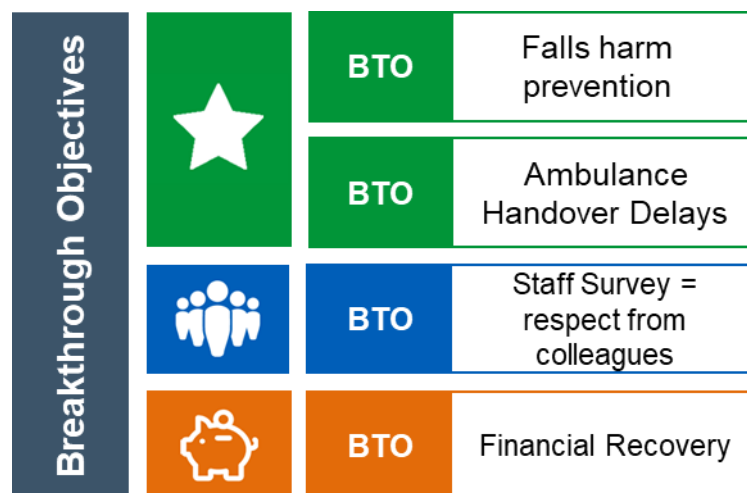 Breakthrough Objectives
BTO
Falls harm
prevention
BTO
Ambulance
Handover Delays
BTO
Staff Survey =
respect from
colleagues
BTO
Financial Recovery